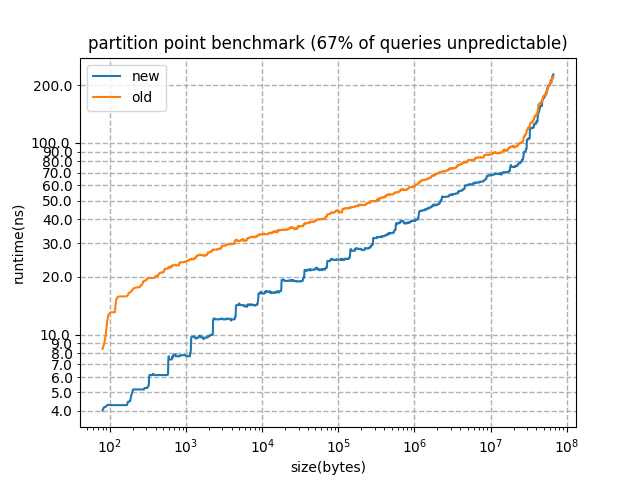 partition point benchmark (67% of queries unpredictable)
new
old
200.0
100.0
90.0
80.0
70.0
60.0
50.0
40.0
30.0
20.0
10.0
9.0
8.0
7.0
6.0
5.0
4.0
runtime(ns)
10² 10³ 10⁴ 10⁵ 10⁶ 10⁷ 10⁸
size(bytes)